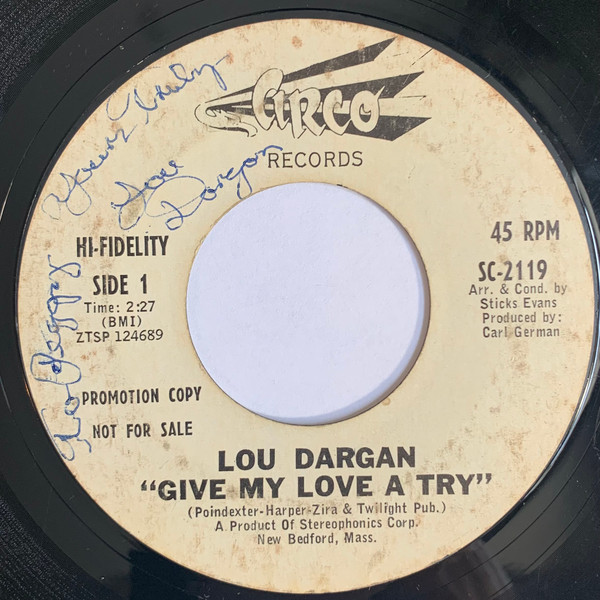 To Peggy
Yours Truly
Lou
Dargan
Circo
RECORDS
HI-FIDELITY
SIDE 1
Time: 2:27
(BMI)
ZTSP 124689
45 RPM
SC-2119
Arr. & Cond. by
Sticks Evans
Produced by:
Carl German
PROMOTION COPY
NOT FOR SALE
LOU DARGAN
"GIVE MY LOVE A TRY"
(Poindexter-Harper-Zira & Twilight Pub.)
A Product Of Stereophonics Corp.
New Bedford, Mass.